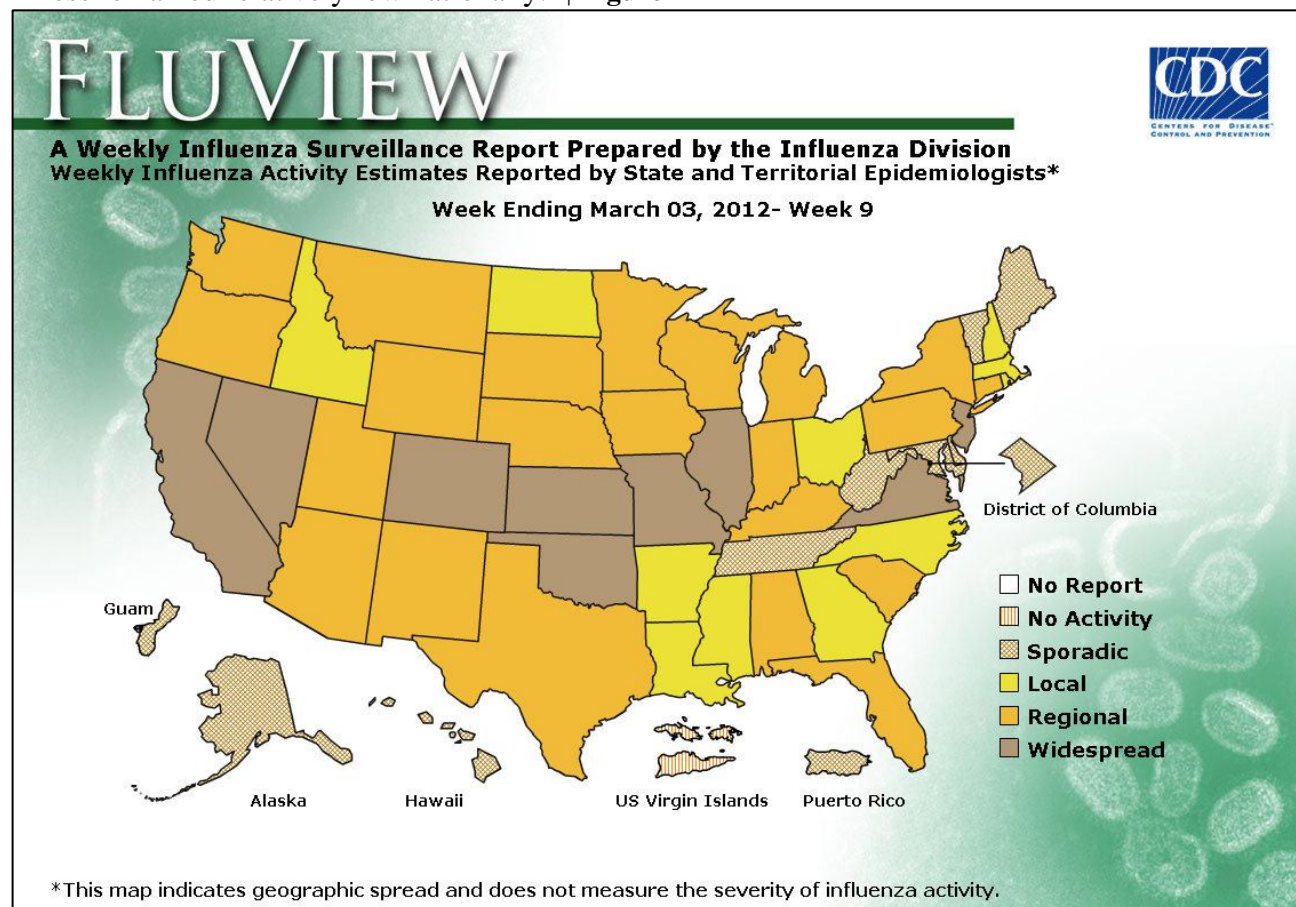 FLUVIEW
CDC
CENTERS FOR DISEASE
CONTROL AND PREVENTION
A Weekly Influenza Surveillance Report Prepared by the Influenza Division
Weekly Influenza Activity Estimates Reported by State and Territorial Epidemiologists*
Week Ending March 03, 2012- Week 9
District of Columbia
No Report
No Activity
Sporadic
Local
Regional
Widespread
Guam
Alaska
Hawaii
US Virgin Islands
Puerto Rico
*This map indicates geographic spread and does not measure the severity of influenza activity.